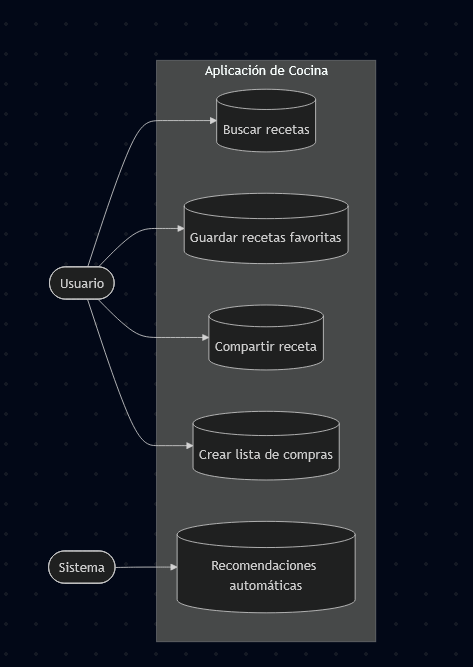 Aplicación de Cocina
Buscar recetas
Guardar recetas favoritas
Usuario
Compartir receta
Crear lista de compras
Sistema
Recomendaciones
automáticas